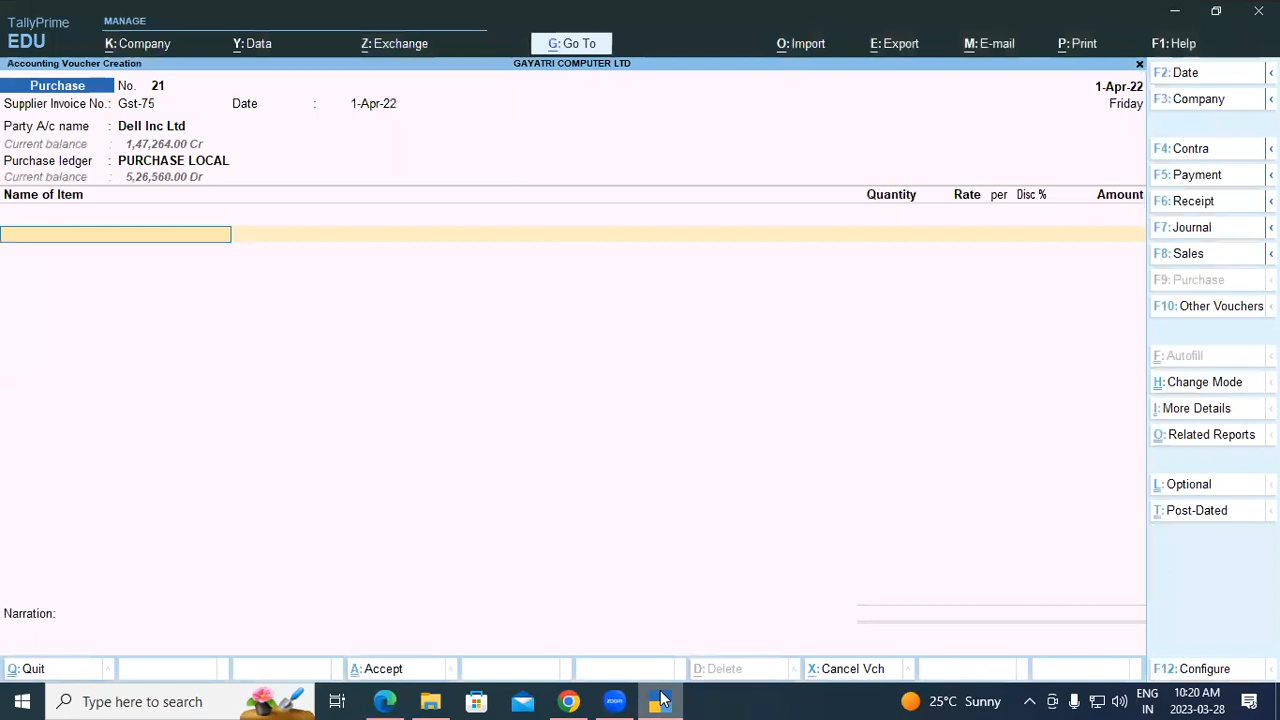 TallyPrime
EDU
MANAGE
K: Company
Y: Data
Z: Exchange
G: Go To
O: Import
E: Export
M: E-mail
P: Print
F1: Help
Accounting Voucher Creation
GAYATRI COMPUTER LTD
Purchase No. 21
1-Apr-22
Supplier Invoice No.: Gst-75 Date : 1-Apr-22
Friday
Party A/c name : Dell Inc Ltd
Current balance : 1,47,264.00 Cr
Purchase ledger : PURCHASE LOCAL
Current balance : 5,26,560.00 Dr
Name of Item Quantity Rate per Disc % Amount
Narration:
F2: Date
F3: Company
F4: Contra
F5: Payment
F6: Receipt
F7: Journal
F8: Sales
F9: Purchase
F10: Other Vouchers
F: Autofill
H: Change Mode
I: More Details
O: Related Reports
L: Optional
T: Post-Dated
Q: Quit
A: Accept
D: Delete
X: Cancel Vch
F12: Configure
Type here to search
zoom
25°C Sunny
ENG
IN
10:20 AM
2023-03-28